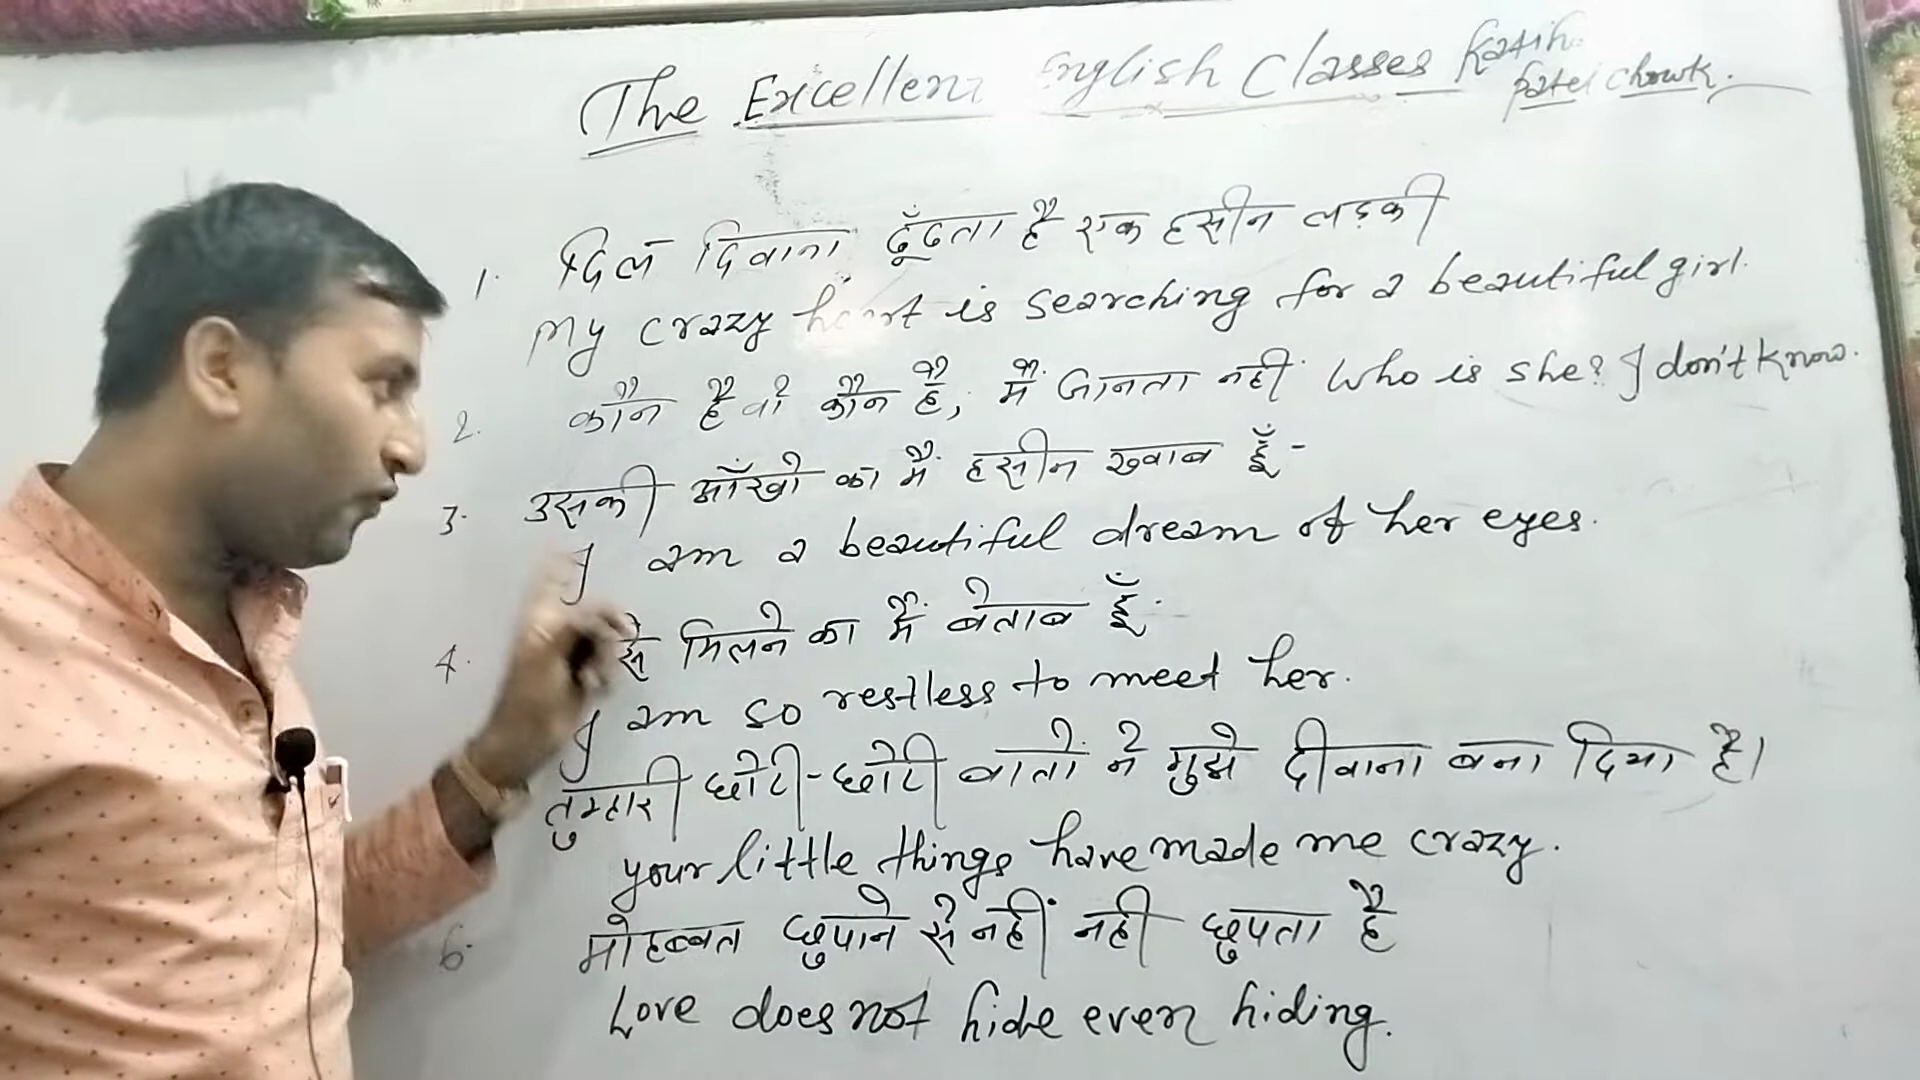 The Excellent English Classes
Patel chowk.
1. दिल दिवाना ढूँढता है एक हसीन लड़की
My crazy heart is searching for a beautiful girl.
2. कौन है वो कौन है, मैं जानता नहीं Who is she? I don't know.
3. उसकी आँखो का मैं हसीन ख्वाब हूँ-
I am a beautiful dream of her eyes.
4. से मिलने का मैं बेताब हूँ.
I am so restless to meet her.
तुम्हारी छोटी-छोटी बातो ने मुझे दीवाना बना दिया है।
your little things have made me crazy.
6. मोहब्बत छुपाने से नहीं नही छुपता है
Love does not hide even hiding.